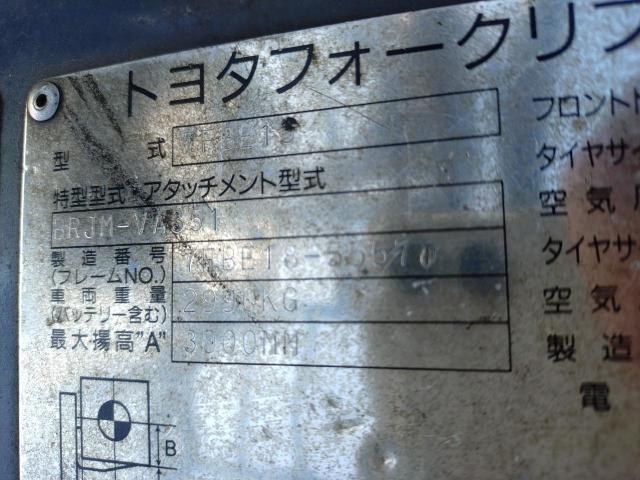 トヨタフォークリフ
型 式
特型型式・アタッチメント型式
BRJM-VA551
製造番号
(フレームNO.)
車両重量
(バッテリー含む)
最大揚高"A" 3000MM
B
フロント
タイヤサイ
空気
タイヤサ
空気
製造
電